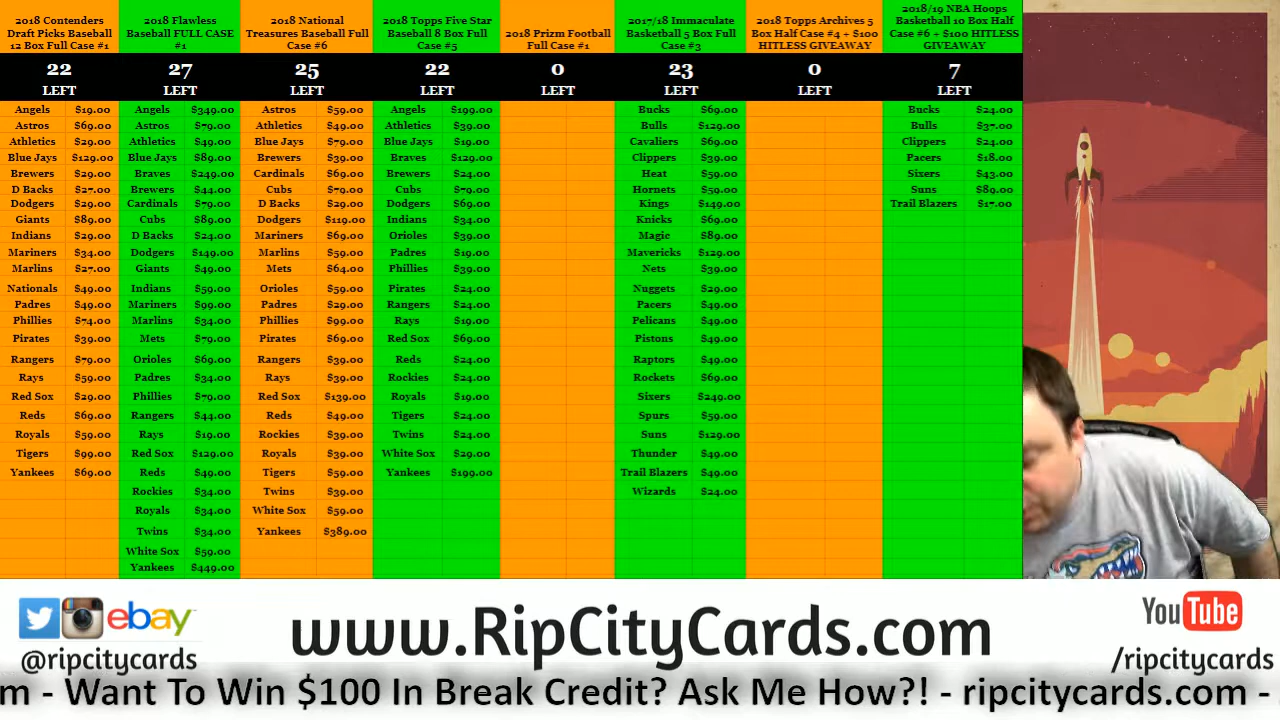 2018 Contenders
Draft Picks Baseball
12 Box Full Case #1
22
LEFT
Angels $19.00
Astros $69.00
Athletics $29.00
Blue Jays $129.00
Brewers $29.00
D Backs $27.00
Dodgers $29.00
Giants $89.00
Indians $29.00
Mariners $34.00
Marlins $27.00
Nationals $49.00
Padres $49.00
Phillies $74.00
Pirates $39.00
Rangers $79.00
Rays $59.00
Red Sox $29.00
Reds $69.00
Royals $59.00
Tigers $99.00
Yankees $69.00
2018 Flawless
Baseball FULL CASE
#1
27
LEFT
Angels $349.00
Astros $79.00
Athletics $49.00
Blue Jays $89.00
Braves $249.00
Brewers $44.00
Cardinals $79.00
Cubs $89.00
D Backs $24.00
Dodgers $149.00
Giants $49.00
Indians $59.00
Mariners $99.00
Marlins $34.00
Mets $79.00
Orioles $69.00
Padres $34.00
Phillies $79.00
Rangers $44.00
Rays $19.00
Red Sox $129.00
Reds $49.00
Rockies $34.00
Royals $34.00
Twins $34.00
White Sox $59.00
Yankees $449.00
2018 National
Treasures Baseball Full
Case #6
25
LEFT
Astros $59.00
Athletics $49.00
Blue Jays $79.00
Brewers $39.00
Cardinals $69.00
Cubs $79.00
D Backs $29.00
Dodgers $119.00
Mariners $69.00
Marlins $59.00
Mets $64.00
Orioles $59.00
Padres $29.00
Phillies $99.00
Pirates $69.00
Rangers $39.00
Rays $39.00
Red Sox $139.00
Reds $49.00
Rockies $39.00
Royals $39.00
Tigers $59.00
Twins $39.00
White Sox $59.00
Yankees $389.00
2018 Topps Five Star
Baseball 8 Box Full
Case #5
22
LEFT
Angels $199.00
Athletics $39.00
Blue Jays $19.00
Braves $129.00
Brewers $24.00
Cubs $79.00
Dodgers $69.00
Indians $34.00
Orioles $39.00
Padres $19.00
Phillies $39.00
Pirates $24.00
Rangers $24.00
Rays $19.00
Red Sox $69.00
Reds $24.00
Rockies $24.00
Royals $19.00
Tigers $24.00
Twins $24.00
White Sox $29.00
Yankees $199.00
2018 Prizm Football
Full Case #1
0
LEFT
2017/18 Immaculate
Basketball 5 Box Full
Case #3
23
LEFT
Bucks $69.00
Bulls $129.00
Cavaliers $69.00
Clippers $39.00
Heat $59.00
Hornets $59.00
Kings $149.00
Knicks $69.00
Magic $89.00
Mavericks $129.00
Nets $39.00
Nuggets $29.00
Pacers $49.00
Pelicans $49.00
Pistons $49.00
Raptors $49.00
Rockets $69.00
Sixers $249.00
Spurs $59.00
Suns $129.00
Thunder $49.00
Trail Blazers $49.00
Wizards $24.00
2018 Topps Archives 5
Box Half Case #4 + $100
HITLESS GIVEAWAY
0
LEFT
2018/19 NBA Hoops
Basketball 10 Box Half
Case #6 + $100 HITLESS
GIVEAWAY
7
LEFT
Bucks $24.00
Bulls $37.00
Clippers $24.00
Pacers $18.00
Sixers $43.00
Suns $89.00
Trail Blazers $17.00
ebay
@ripcitycards
www.RipCityCards.com
YouTube
/ripcitycards
m - Want To Win $100 In Break Credit? Ask Me How?! - ripcitycards.com -